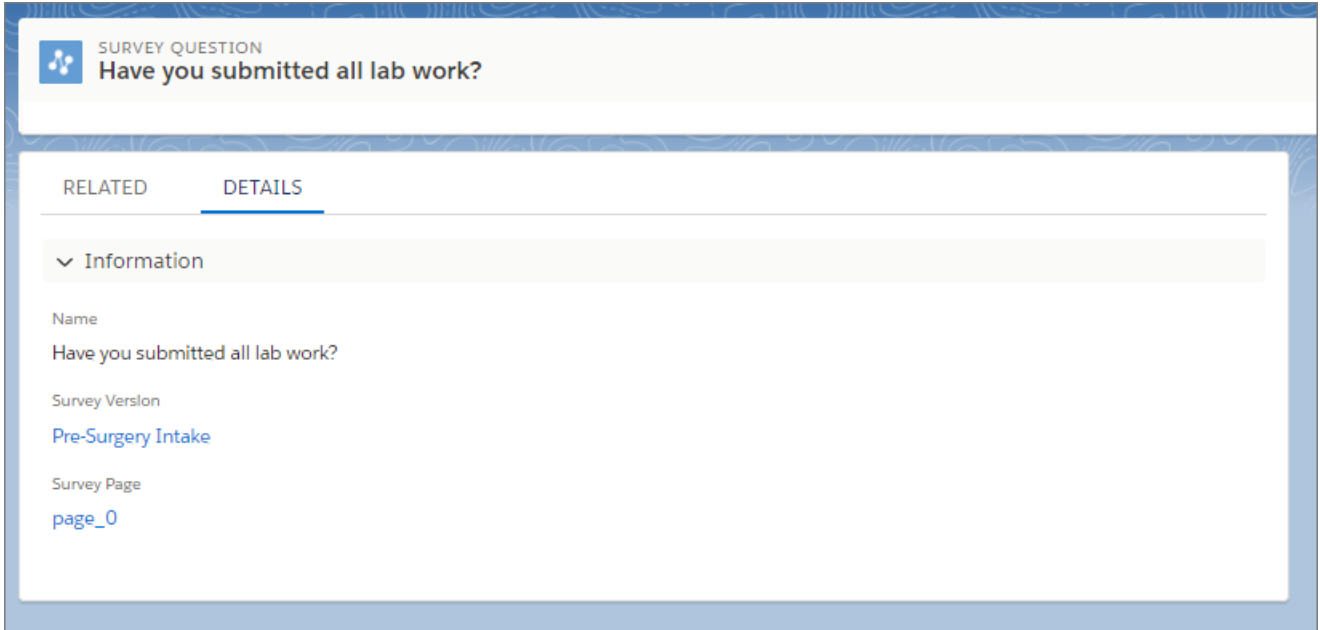 SURVEY QUESTION
Have you submitted all lab work?
RELATED DETAILS
Information
Name
Have you submitted all lab work?
Survey Version
Pre-Surgery Intake
Survey Page
page_0